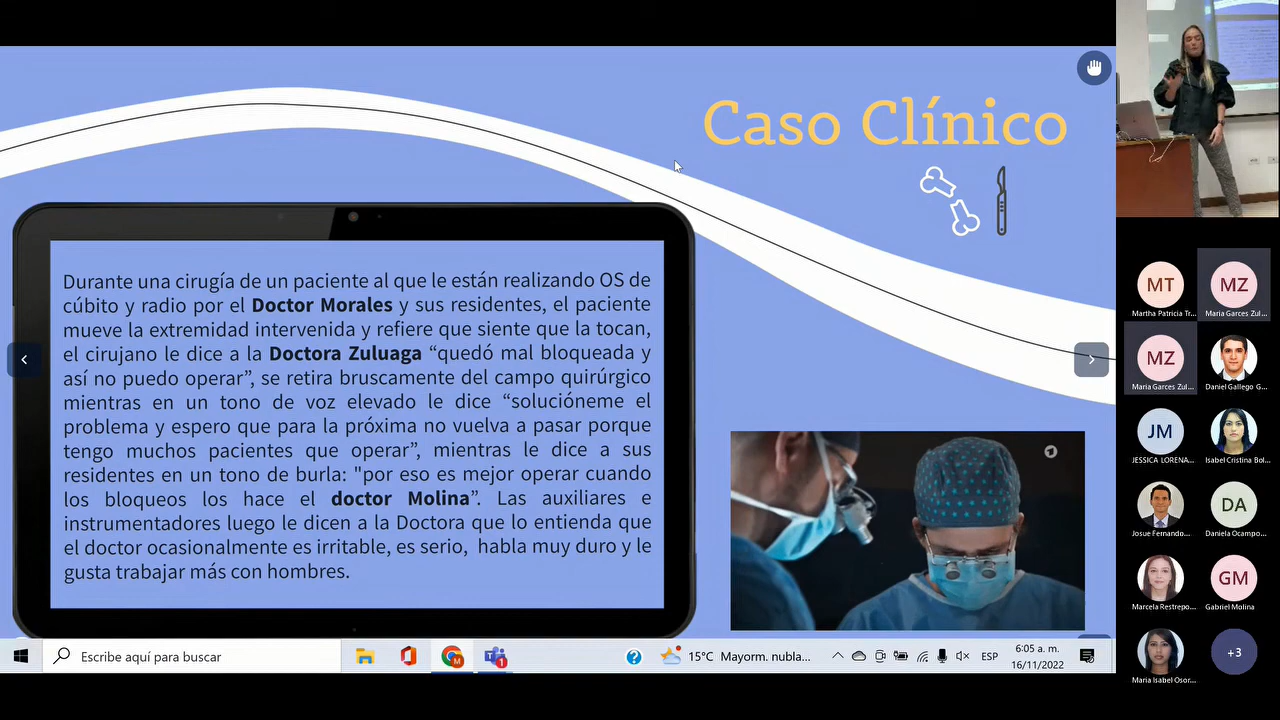 Caso Clínico
Durante una cirugía de un paciente al que le están realizando OS de
cúbito y radio por el Doctor Morales y sus residentes, el paciente
mueve la extremidad intervenida y refiere que siente que la tocan,
el cirujano le dice a la Doctora Zuluaga “quedó mal bloqueada y
así no puedo operar”, se retira bruscamente del campo quirúrgico
mientras en un tono de voz elevado le dice “solucióneme el
problema y espero que para la próxima no vuelva a pasar porque
tengo muchos pacientes que operar”, mientras le dice a sus
residentes en un tono de burla: "por eso es mejor operar cuando
los bloqueos los hace el doctor Molina”. Las auxiliares e
instrumentadores luego le dicen a la Doctora que lo entienda que
el doctor ocasionalmente es irritable, es serio, habla muy duro y le
gusta trabajar más con hombres.
MT
Martha Patricia Tr...
MZ
Maria Garces Zul...
MZ
Maria Garces Zul...
Daniel Gallego G...
JM
JESSICA LORENA...
Isabel Cristina Bol...
Josue Fernando...
DA
Daniela Ocampo...
Marcela Restrepo...
GM
Gabriel Molina
Maria Isabel Osor...
+3
Escribe aquí para buscar
1
15°C Mayorm. nubla...
ESP
6:05 a. m.
16/11/2022